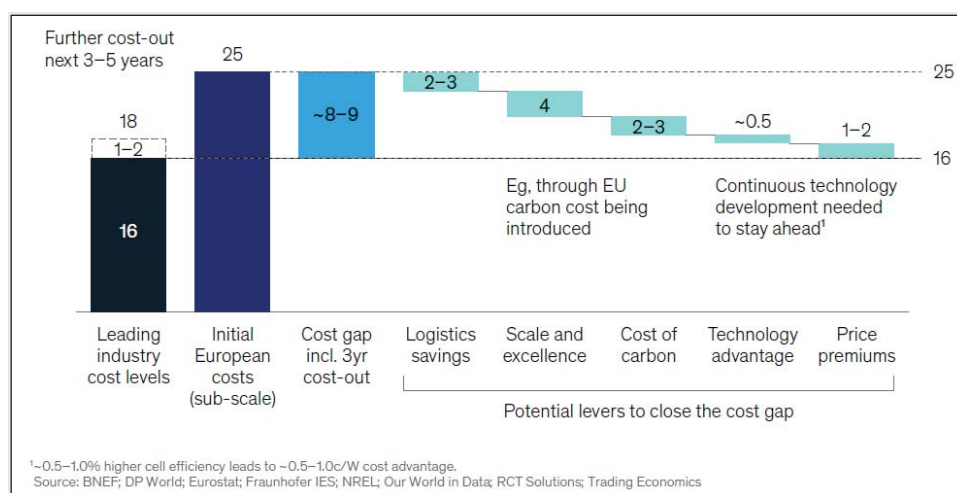 Further cost-out
next 3–5 years
18
1–2
16
25
~8–9
2–3
4
2–3
~0.5
1–2
25
16
Eg, through EU
carbon cost being
introduced
Continuous technology
development needed
to stay ahead¹
Leading
industry
cost levels
Initial
European
costs
(sub-scale)
Cost gap
incl. 3yr
cost-out
Logistics
savings
Scale and
excellence
Cost of
carbon
Technology
advantage
Price
premiums
Potential levers to close the cost gap
¹~0.5–1.0% higher cell efficiency leads to ~0.5–1.0c/W cost advantage.
Source: BNEF; DP World; Eurostat; Fraunhofer IES; NREL; Our World in Data; RCT Solutions; Trading Economics